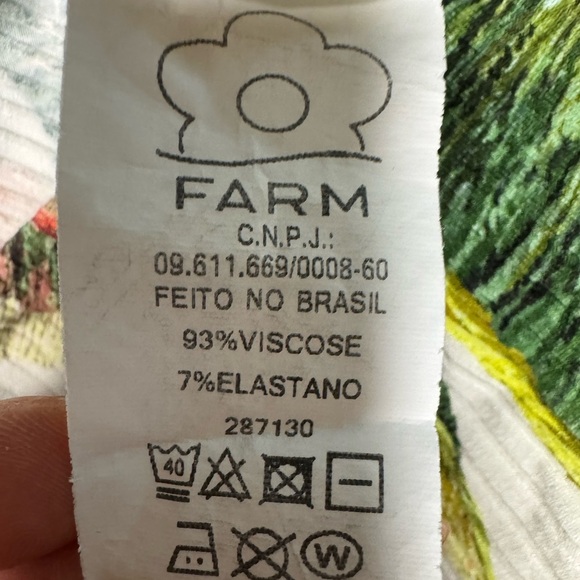 FARM
C.N.P.J.:
09.611.669/0008-60
FEITO NO BRASIL
93%VISCOSE
7%ELASTANO
287130
40
W